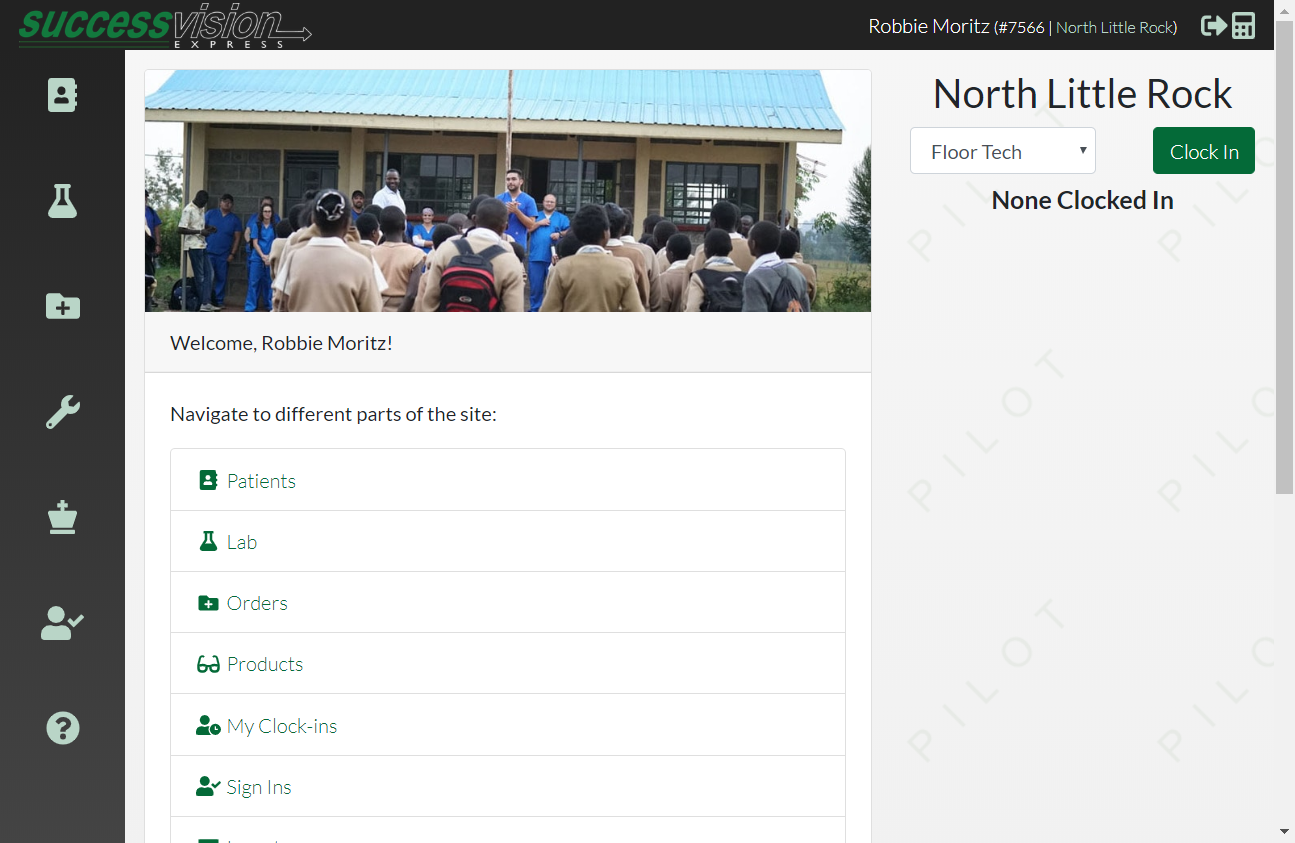 successvision
EXPRESS
Robbie Moritz (#7566 | North Little Rock)
North Little Rock
Floor Tech
Clock In
None Clocked In
Welcome, Robbie Moritz!
Navigate to different parts of the site:
Patients
Lab
Orders
Products
My Clock-ins
Sign Ins
PILOT
PILOT
PILOT
PILOT
PILOT
PILOT